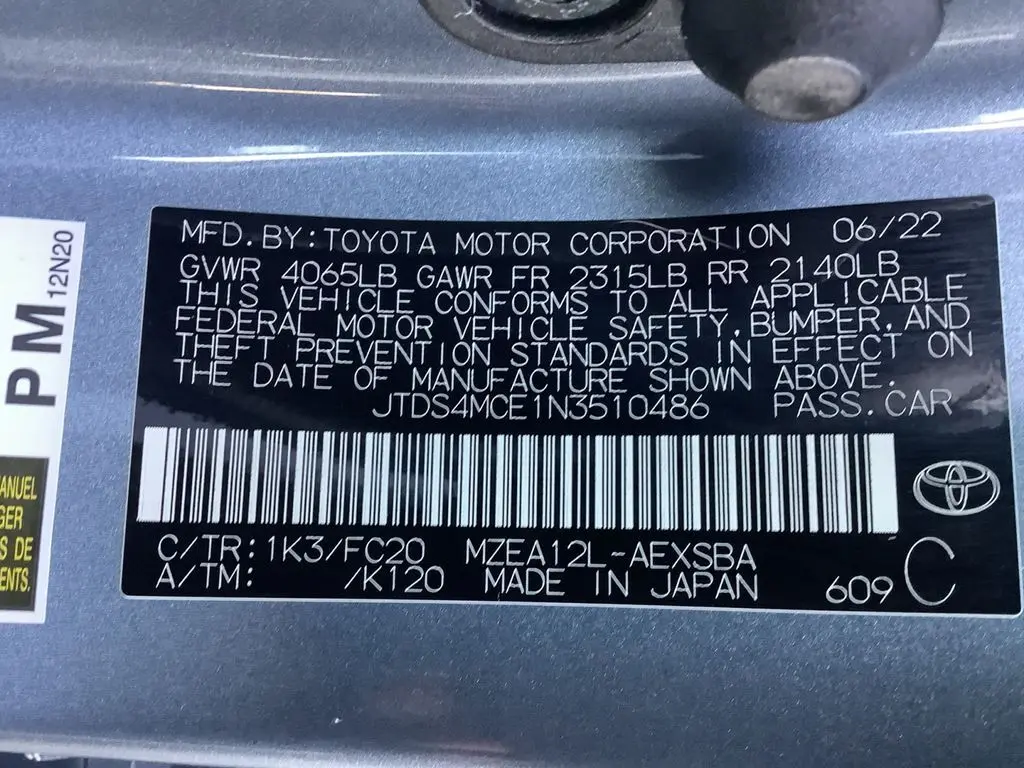 MFD.BY:TOYOTA MOTOR CORPORATION 06/22
GVWR 4065LB GAWR FR 2315LB RR 2140LB
THIS VEHICLE CONFORMS TO ALL APPLICABLE
FEDERAL MOTOR VEHICLE SAFETY,BUMPER,AND
THEFT PREVENTION STANDARDS IN EFFECT ON
THE DATE OF MANUFACTURE SHOWN ABOVE.
JTDS4MCE1N3510486 PASS.CAR
C/TR:1K3/FC20 MZEA12L-AEXSBA
A/TM: /K120 MADE IN JAPAN 609 C
PM 12N20
ANUEL
GER
S DE
ENTS.